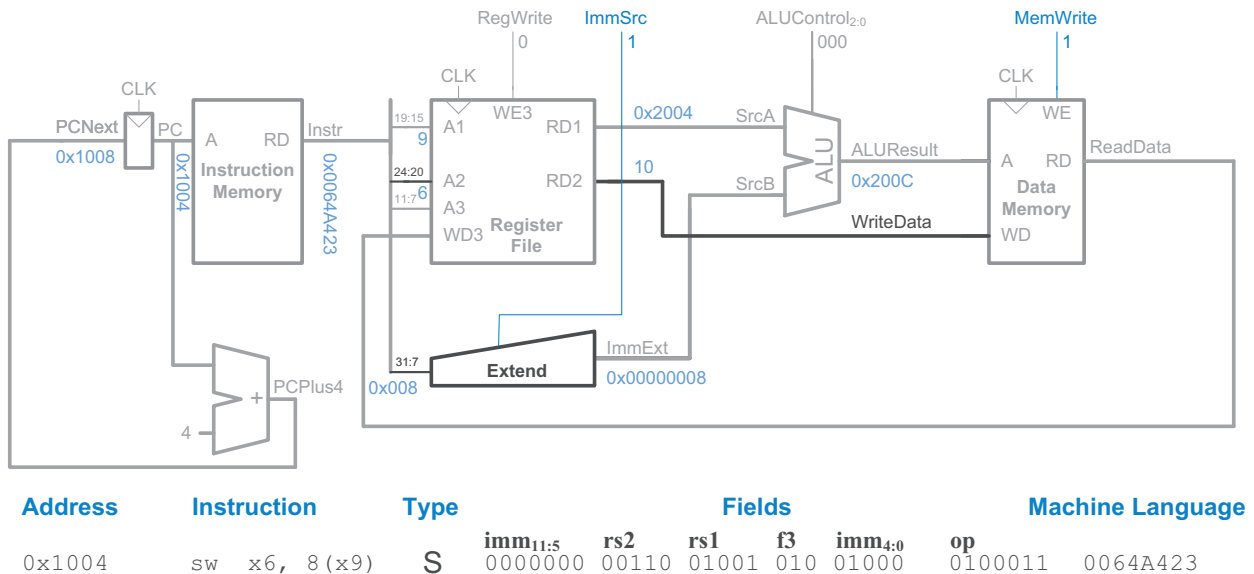 RegWrite ImmSrc ALUControl2:0 MemWrite
0 1 000 1
CLK CLK CLK
PCNext PC Instr 19:15 WE3 0x2004 SrcA WE
0x1008 A RD 9 A1 RD1 ALU ALUResult A RD ReadData
0x1004 Instruction Memory 0x0064A423 24:20 A2 RD2 10 0x200C Data Memory
11:7 6 A3 SrcB
WD3 Register File WriteData WD
31:7 Extend ImmExt
0x008 0x00000008
+ PCPlus4
4
Address Instruction Type Fields Machine Language
imm11:5 rs2 rs1 f3 imm4:0 op
0x1004 sw x6, 8(x9) S 0000000 00110 01001 010 01000 0100011 0064A423